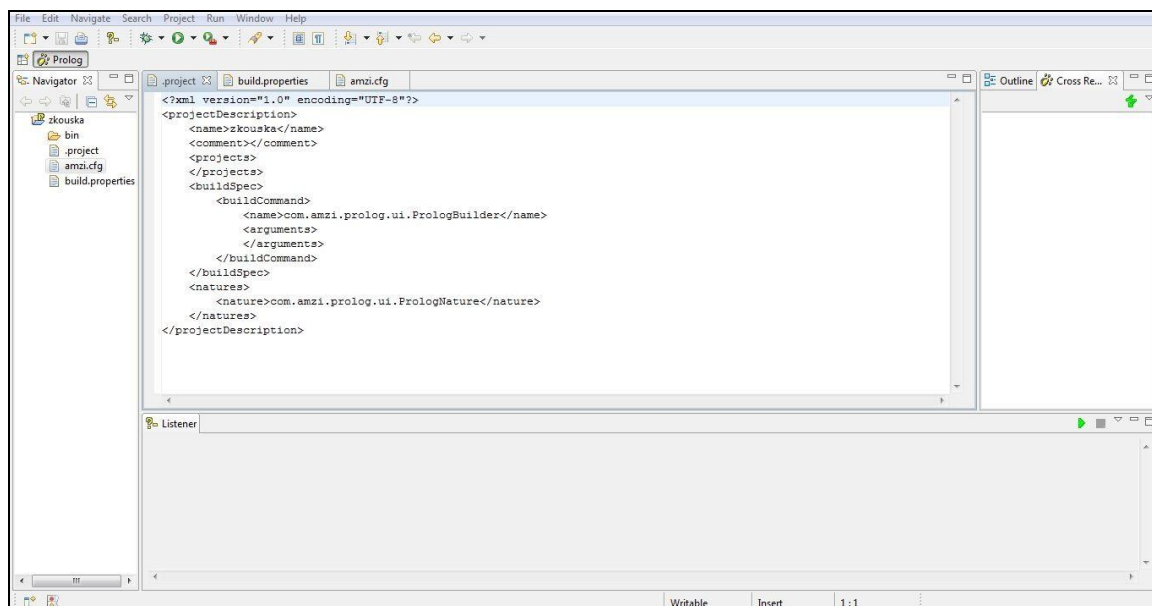 File Edit Navigate Search Project Run Window Help
Prolog
Navigator
zkouska
bin
.project
amzi.cfg
build.properties
.project build.properties amzi.cfg
<?xml version="1.0" encoding="UTF-8"?>
<projectDescription>
<name>zkouska</name>
<comment></comment>
<projects>
</projects>
<buildSpec>
<buildCommand>
<name>com.amzi.prolog.ui.PrologBuilder</name>
<arguments>
</arguments>
</buildCommand>
</buildSpec>
<natures>
<nature>com.amzi.prolog.ui.PrologNature</nature>
</natures>
</projectDescription>
Outline Cross Re...
Listener
Writable Insert 1:1